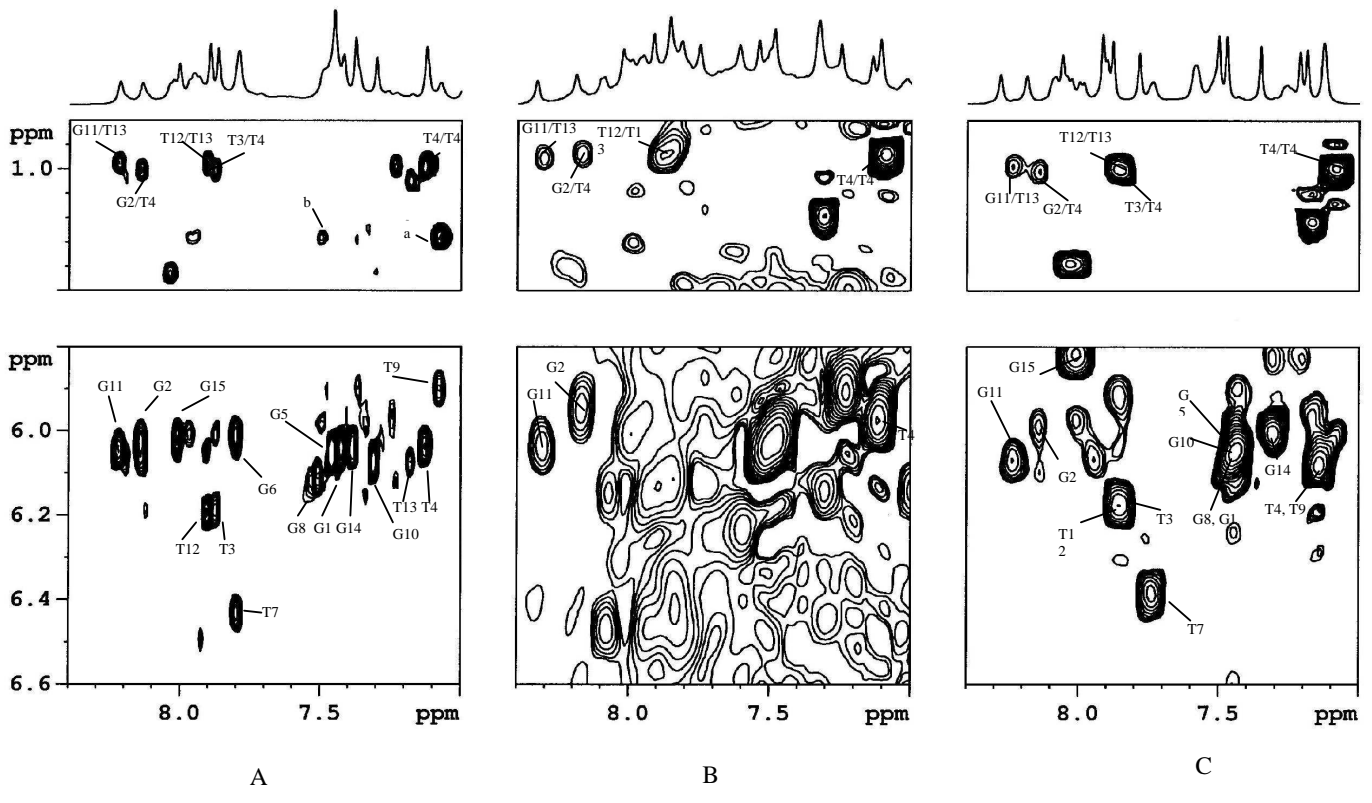 ppm
1.0
G11/T13
T12/T13
T3/T4
T4/T4
G2/T4
b
a
G11/T13
T12/T1
3
G2/T4
T4/T4
T12/T13
T4/T4
G11/T13
G2/T4
T3/T4
ppm
6.0
6.2
6.4
6.6
G11
G2
G15
T9
G5
G6
G8
G1
G14
T13
T4
G10
T12
T3
T7
8.0
7.5
ppm
G2
G11
T4
8.0
7.5
ppm
G15
G11
G
5
G10
G2
G14
T1
2
T3
G8, G1
T4, T9
T7
8.0
7.5
ppm
A
B
C